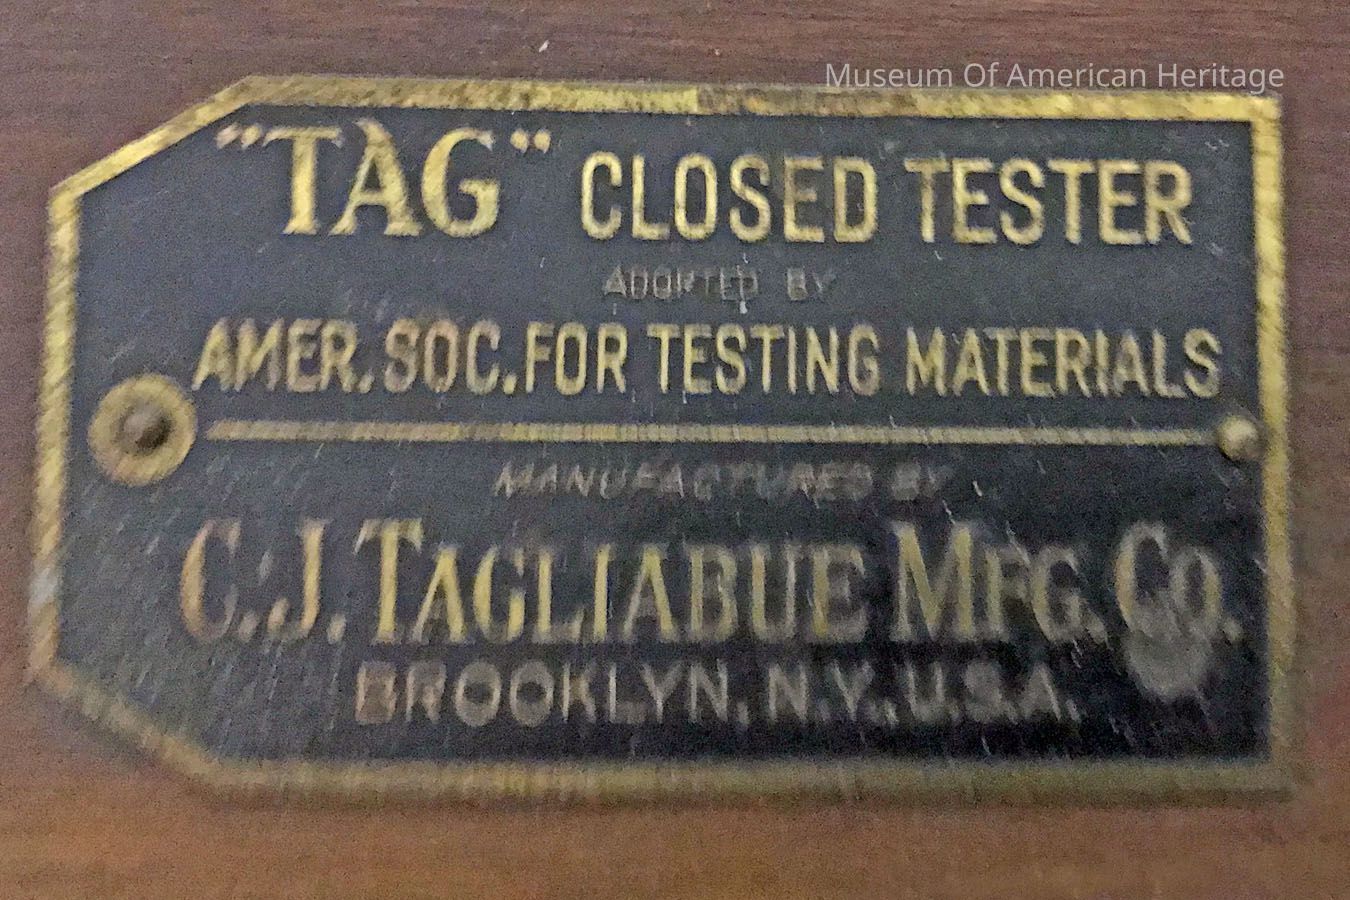 Museum Of American Heritage
"TAG" CLOSED TESTER
ADOPTED BY
AMER. SOC. FOR TESTING MATERIALS
MANUFACTURED BY
C. J. TAGLIABUE MFG. CO.
BROOKLYN, N.Y., U.S.A.